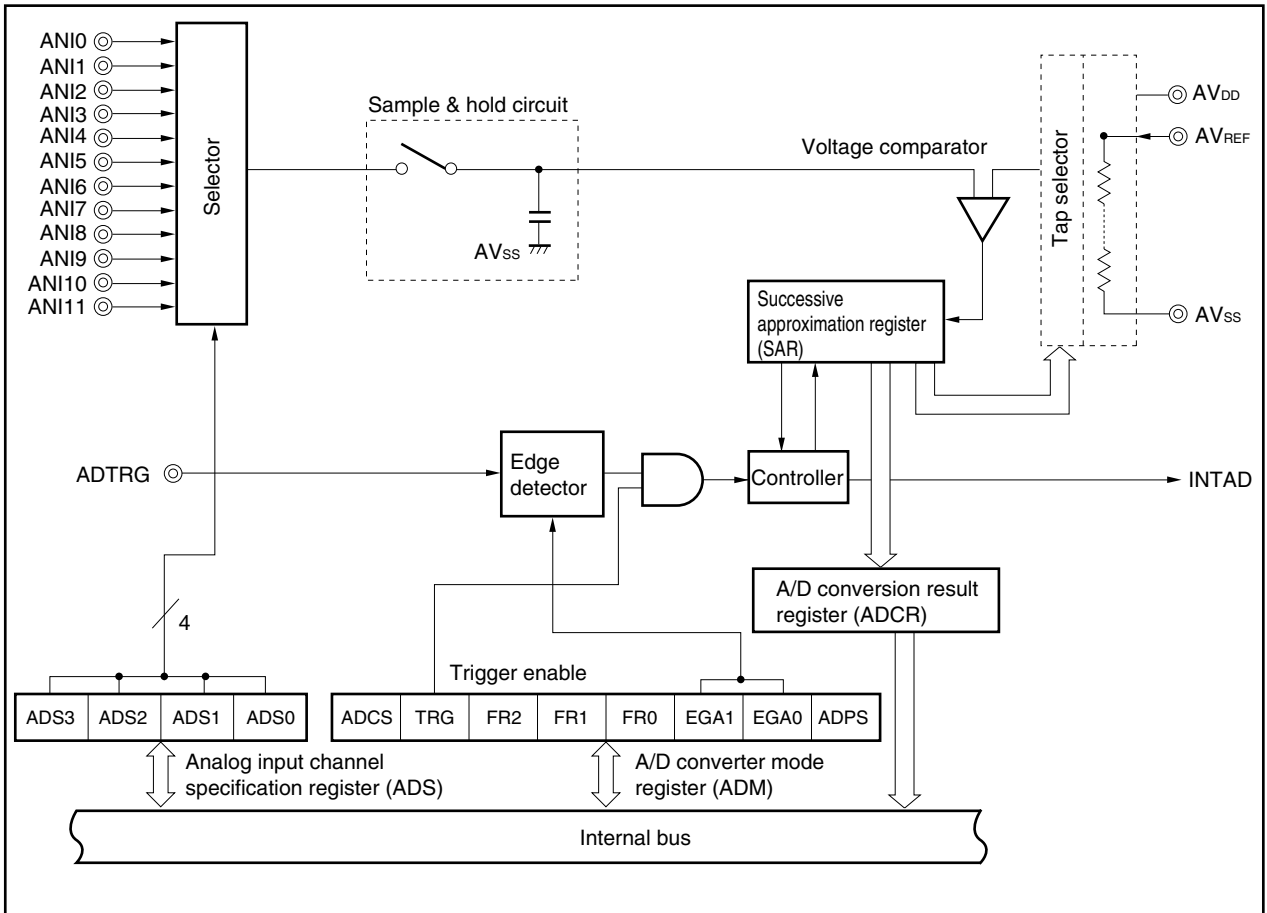 ANI0
ANI1
ANI2
ANI3
ANI4
ANI5
ANI6
ANI7
ANI8
ANI9
ANI10
ANI11
Selector
Sample & hold circuit
AVSS
Voltage comparator
Tap selector
AVDD
AVREF
AVSS
Successive
approximation register
(SAR)
ADTRG
Edge
detector
Controller
INTAD
A/D conversion result
register (ADCR)
4
Trigger enable
ADS3 ADS2 ADS1 ADS0
ADCS TRG FR2 FR1 FR0 EGA1 EGA0 ADPS
Analog input channel
specification register (ADS)
A/D converter mode
register (ADM)
Internal bus